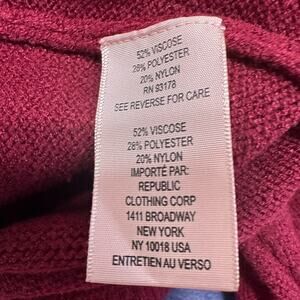 52% VISCOSE
28% POLYESTER
20% NYLON
RN 93178
SEE REVERSE FOR CARE
52% VISCOSE
28% POLYESTER
20% NYLON
IMPORTÉ PAR:
REPUBLIC
CLOTHING CORP
1411 BROADWAY
NEW YORK
NY 10018 USA
ENTRETIEN AU VERSO